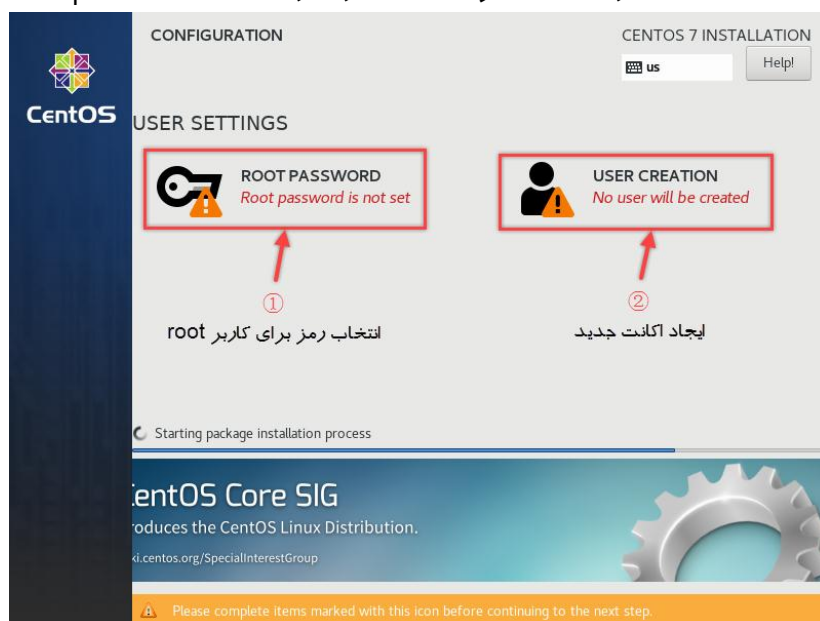 CONFIGURATION
CENTOS 7 INSTALLATION
us
Help!
CentOS
USER SETTINGS
ROOT PASSWORD
Root password is not set
USER CREATION
No user will be created
①
②
انتخاب رمز برای کاربر root
ایجاد اکانت جدید
Starting package installation process
entOS Core SIG
roduces the CentOS Linux Distribution.
ki.centos.org/SpecialInterestGroup
Please complete items marked with this icon before continuing to the next step.